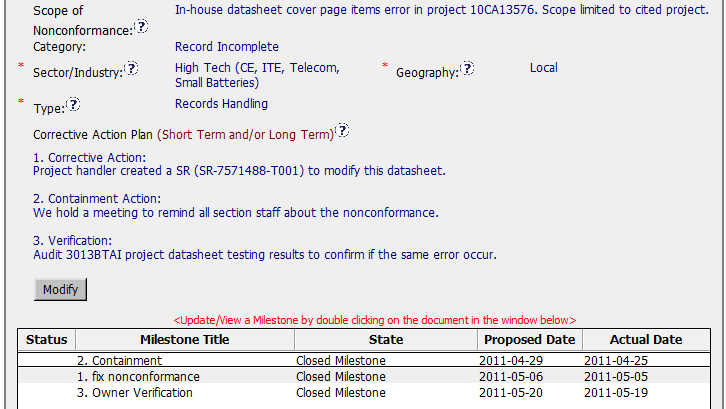 Scope of Nonconformance:? In-house datasheet cover page items error in project 10CA13576. Scope limited to cited project.
Category: Record Incomplete
* Sector/Industry:? High Tech (CE, ITE, Telecom, Small Batteries) * Geography:? Local
* Type:? Records Handling
Corrective Action Plan (Short Term and/or Long Term)?
1. Corrective Action:
Project handler created a SR (SR-7571488-T001) to modify this datasheet.
2. Containment Action:
We hold a meeting to remind all section staff about the nonconformance.
3. Verification:
Audit 3013BTAI project datasheet testing results to confirm if the same error occur.
Modify
<Update/View a Milestone by double clicking on the document in the window below>
Status Milestone Title State Proposed Date Actual Date
2. Containment Closed Milestone 2011-04-29 2011-04-25
1. fix nonconformance Closed Milestone 2011-05-06 2011-05-05
3. Owner Verification Closed Milestone 2011-05-20 2011-05-19